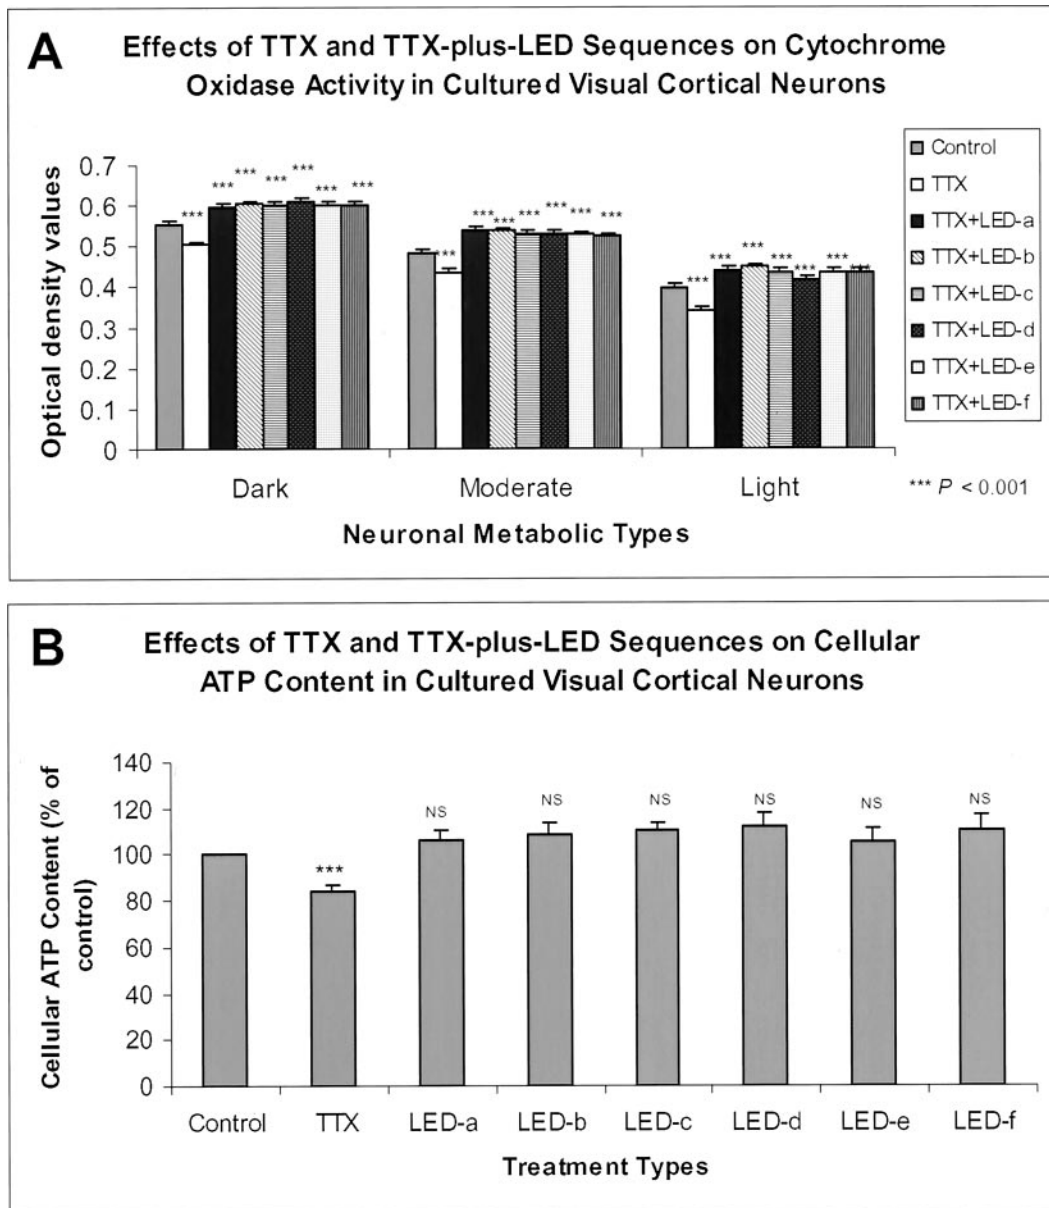 A
Effects of TTX and TTX-plus-LED Sequences on Cytochrome
Oxidase Activity in Cultured Visual Cortical Neurons
Optical density values
0.7
0.6
0.5
0.4
0.3
0.2
0.1
0
*** *** *** *** *** *** ***
*** *** *** *** *** *** ***
*** *** *** *** *** *** ***
Dark
Moderate
Light
Neuronal Metabolic Types
Control
TTX
TTX+LED-a
TTX+LED-b
TTX+LED-c
TTX+LED-d
TTX+LED-e
TTX+LED-f
*** P < 0.001
B
Effects of TTX and TTX-plus-LED Sequences on Cellular
ATP Content in Cultured Visual Cortical Neurons
Cellular ATP Content (% of
control)
140
120
100
80
60
40
20
0
***
NS
NS
NS
NS
NS
NS
Control
TTX
LED-a
LED-b
LED-c
LED-d
LED-e
LED-f
Treatment Types